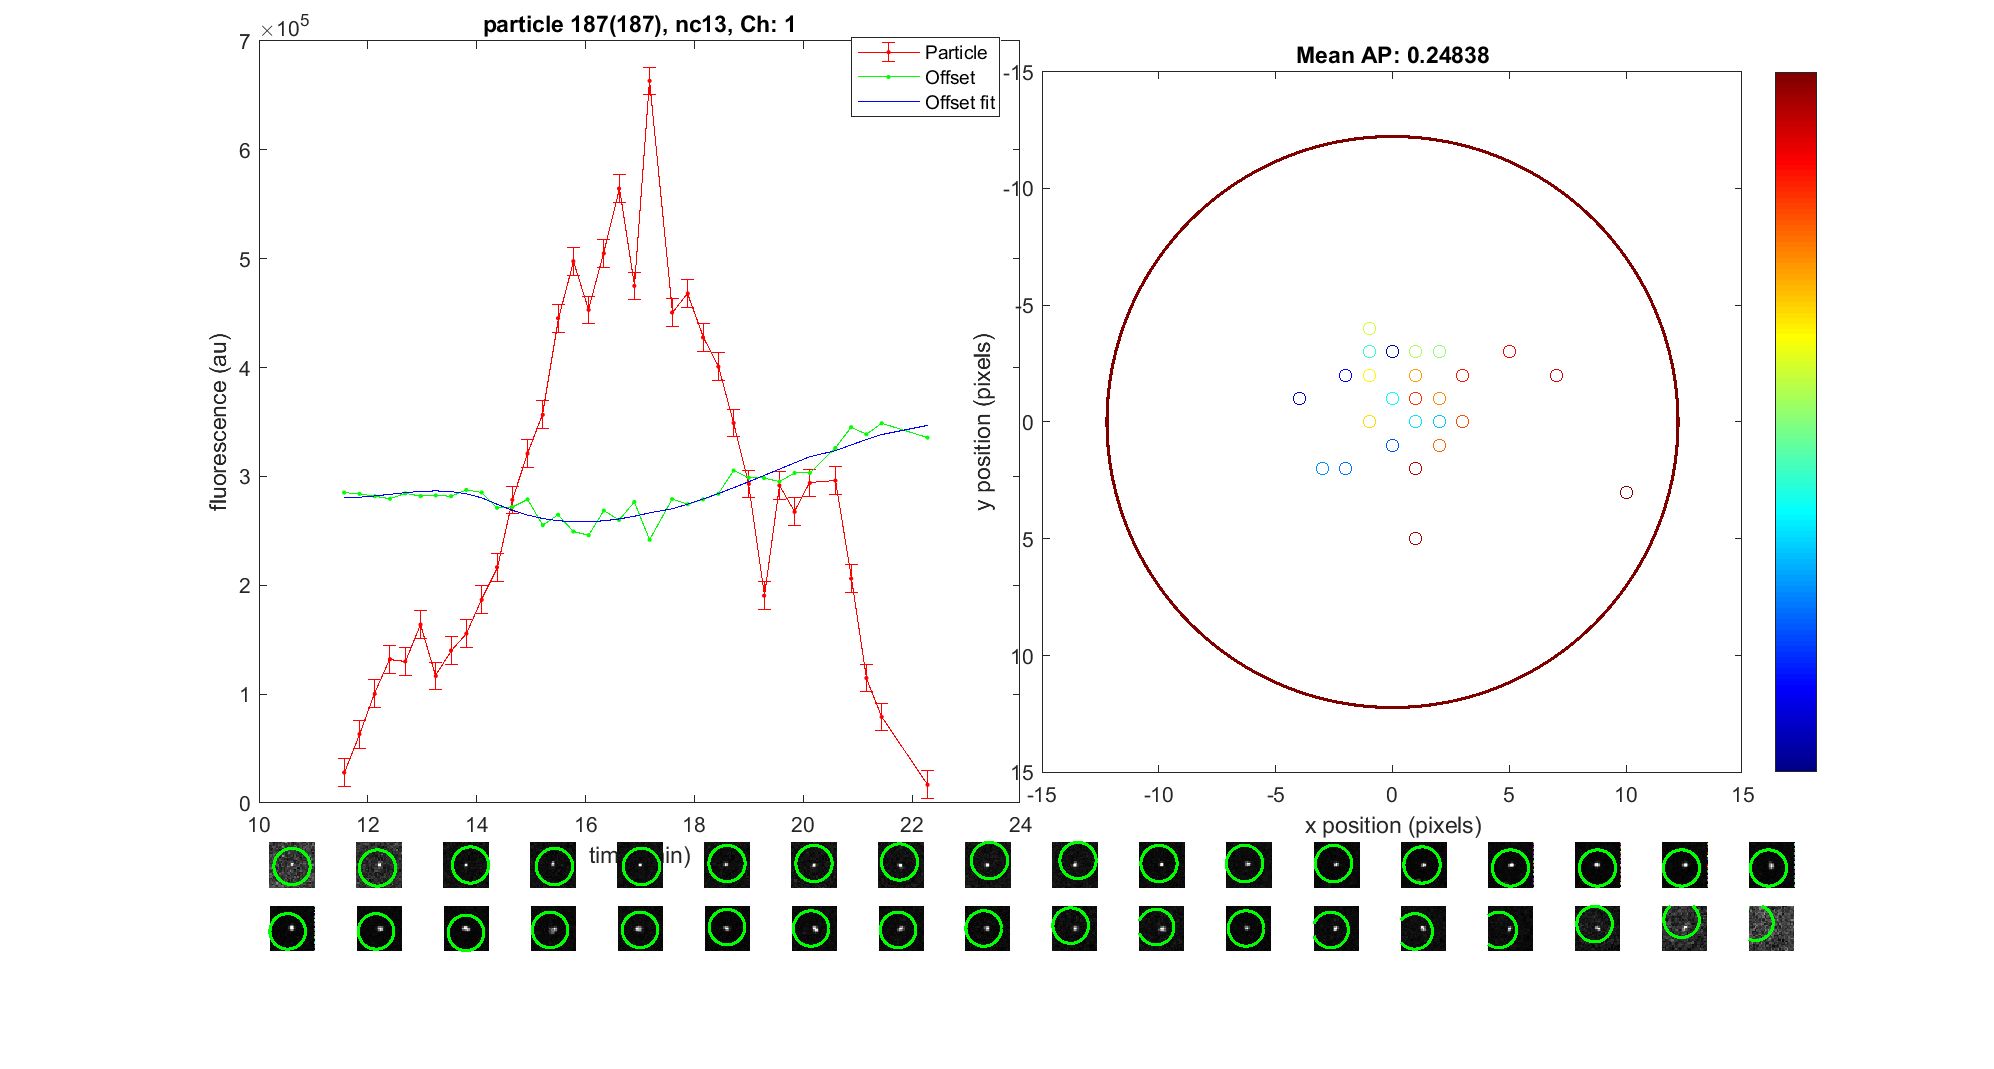 particle 187(187), nc13, Ch: 1
×10^5
7
6
5
4
3
2
1
0
10 12 14 16 18 20 22 24
fluorescence (au)
tim in)
Particle
Offset
Offset fit
Mean AP: 0.24838
-15
-10
-5
0
5
10
15
-15 -10 -5 0 5 10 15
y position (pixels)
x position (pixels)